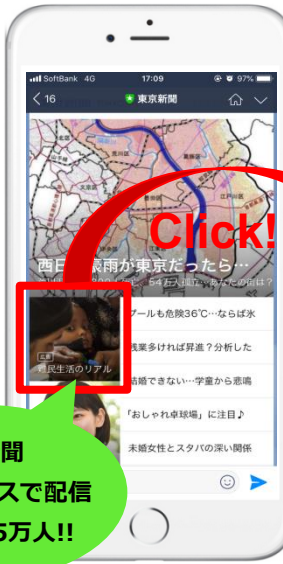 SoftBank 4G 17:09 97%
16 東京新聞
Click!
西日本豪雨が東京だったら…
プールも危険36℃…ならば氷
広告
難民生活のリアル
残業多ければ昇進？分析した
結婚できない…学童から悲鳴
「おしゃれ卓球場」に注目♪
未婚女性とスタバの深い関係
聞
スで配信
5万人!!